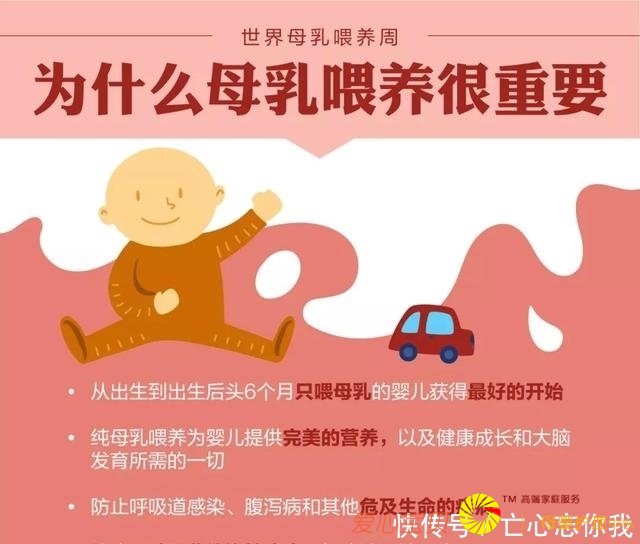 世界母乳喂养周
为什么母乳喂养很重要
• 从出生到出生后头6个月只喂母乳的婴儿获得最好的开始
• 纯母乳喂养为婴儿提供完美的营养，以及健康成长和大脑
发育所需的一切
• 防止呼吸道感染、腹泻病和其他危及生命的疾病
TM 高端家庭服务
爱心
快传号/亡心忘你我